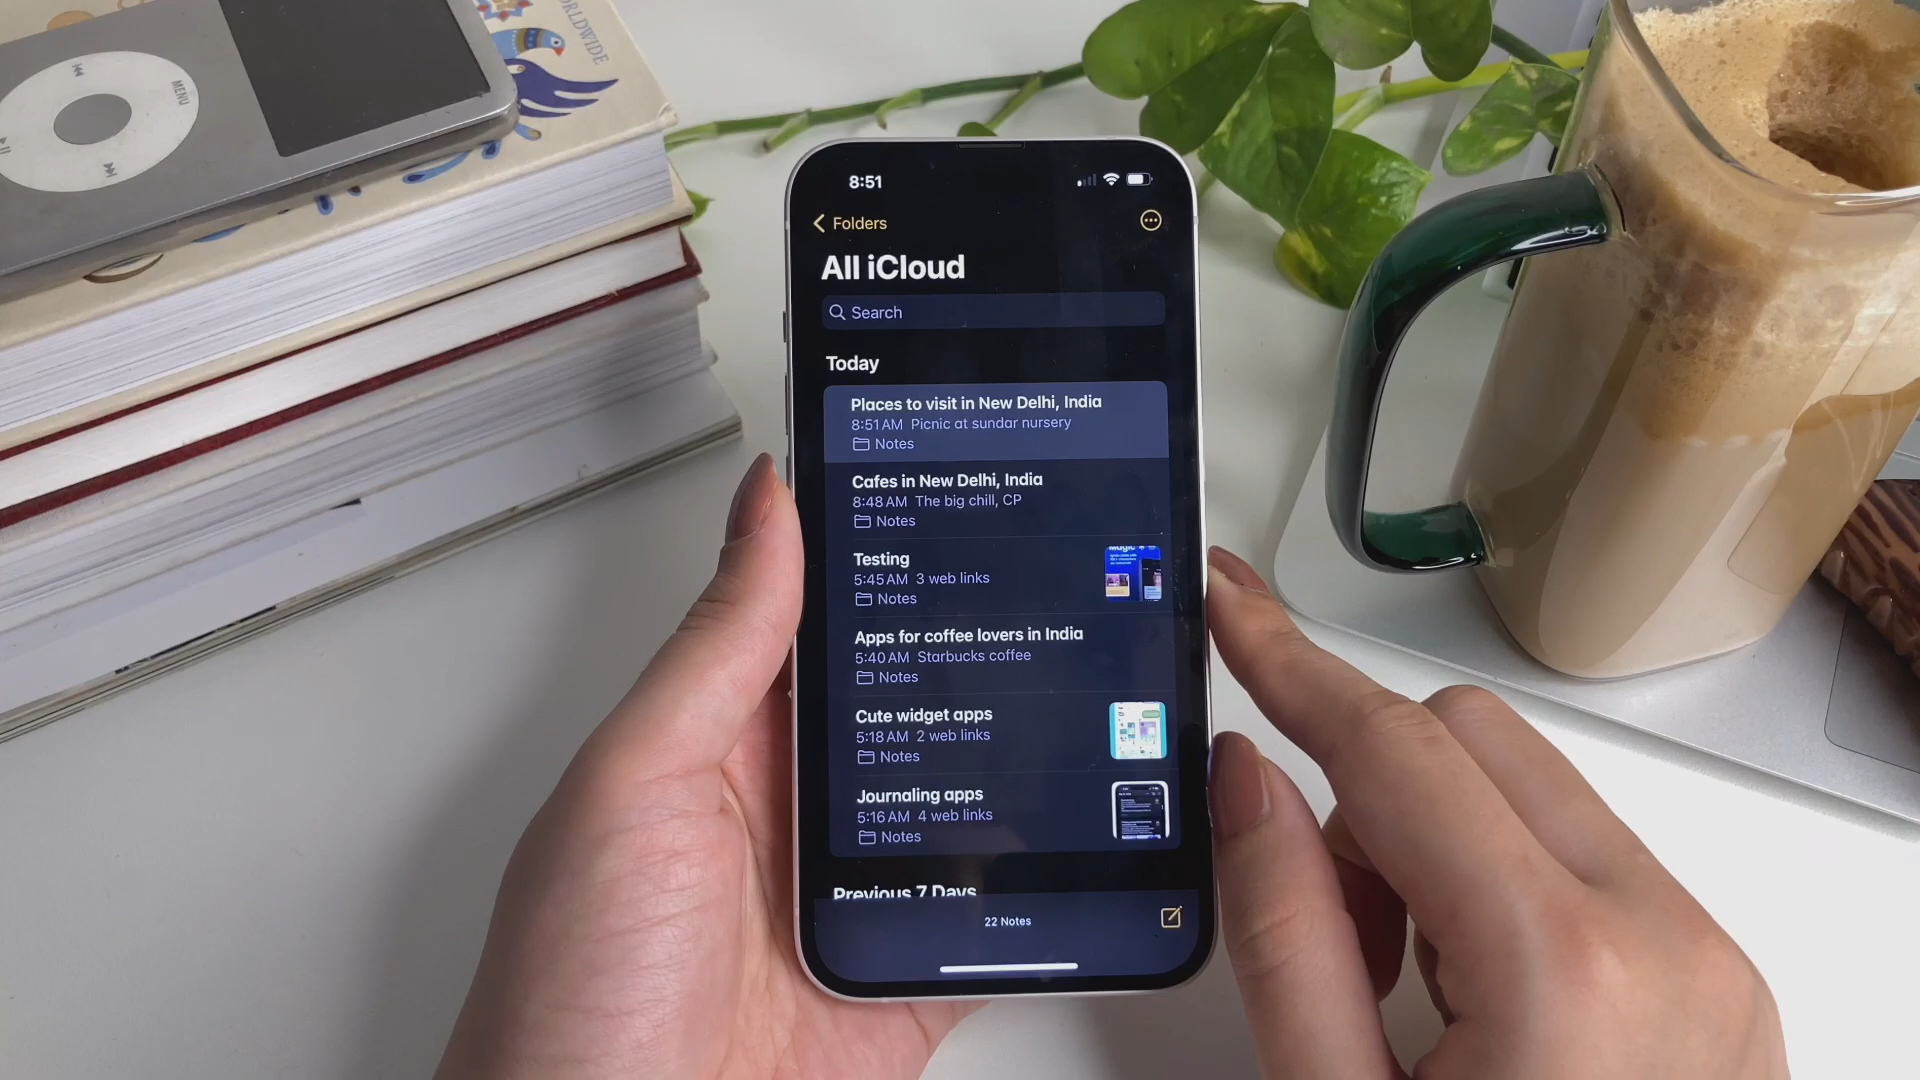 ORLDWIDE
MENU
8:51
Folders
All iCloud
Search
Today
Places to visit in New Delhi, India
8:51 AM Picnic at sundar nursery
Notes
Cafes in New Delhi, India
8:48 AM The big chill, CP
Notes
Testing
5:45 AM 3 web links
Notes
Magic
Apps for coffee lovers in India
5:40 AM Starbucks coffee
Notes
Cute widget apps
5:18 AM 2 web links
Notes
Journaling apps
5:16 AM 4 web links
Notes
Previous 7 Days
22 Notes